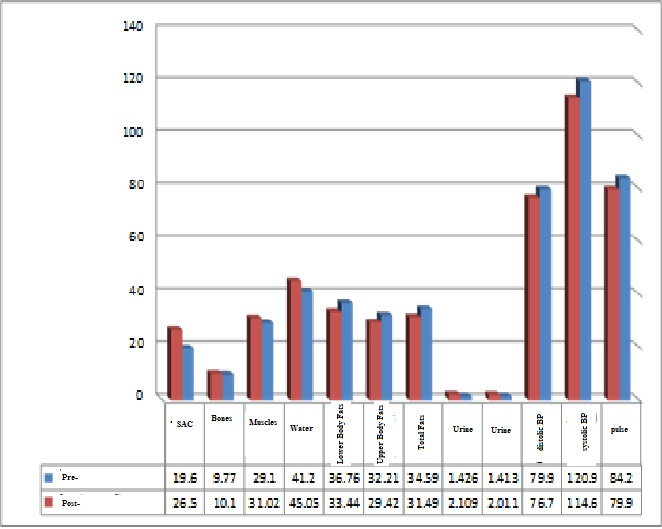 140
120
100
80
60
40
20
0
SAC
Bones
Muscles
Water
Lower Body Fats
Upper Body Fats
Total Fats
Urine
Urine
distolic BP
systolic BP
pulse
Pre- 19.6 9.77 29.1 41.2 36.76 32.21 34.59 1.426 1.413 79.9 120.9 84.2
Post- 26.5 10.1 31.02 45.05 33.44 29.42 31.49 2.109 2.011 76.7 114.6 79.9